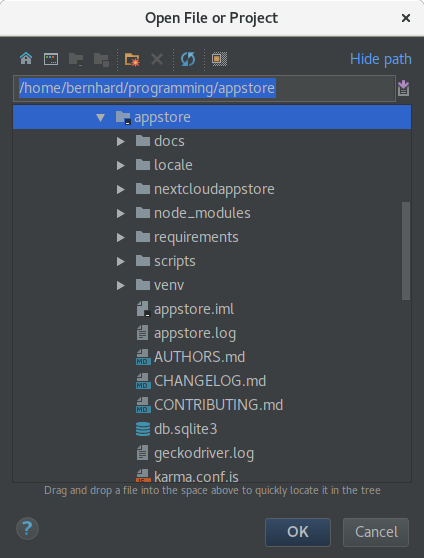 Open File or Project
Hide path
/home/bernhard/programming/appstore
appstore
docs
locale
nextcloudappstore
node_modules
requirements
scripts
venv
appstore.iml
appstore.log
AUTHORS.md
CHANGELOG.md
CONTRIBUTING.md
db.sqlite3
geckodriver.log
karma.conf.js
Drag and drop a file into the space above to quickly locate it in the tree
?
OK
Cancel